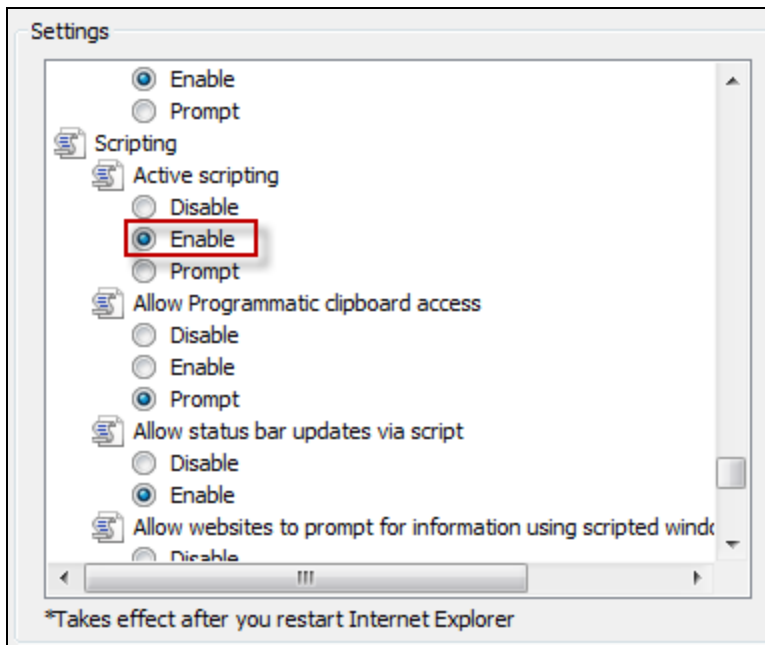 Settings
Enable
Prompt
Scripting
Active scripting
Disable
Enable
Prompt
Allow Programmatic clipboard access
Disable
Enable
Prompt
Allow status bar updates via script
Disable
Enable
Allow websites to prompt for information using scripted windo
Disable
*Takes effect after you restart Internet Explorer